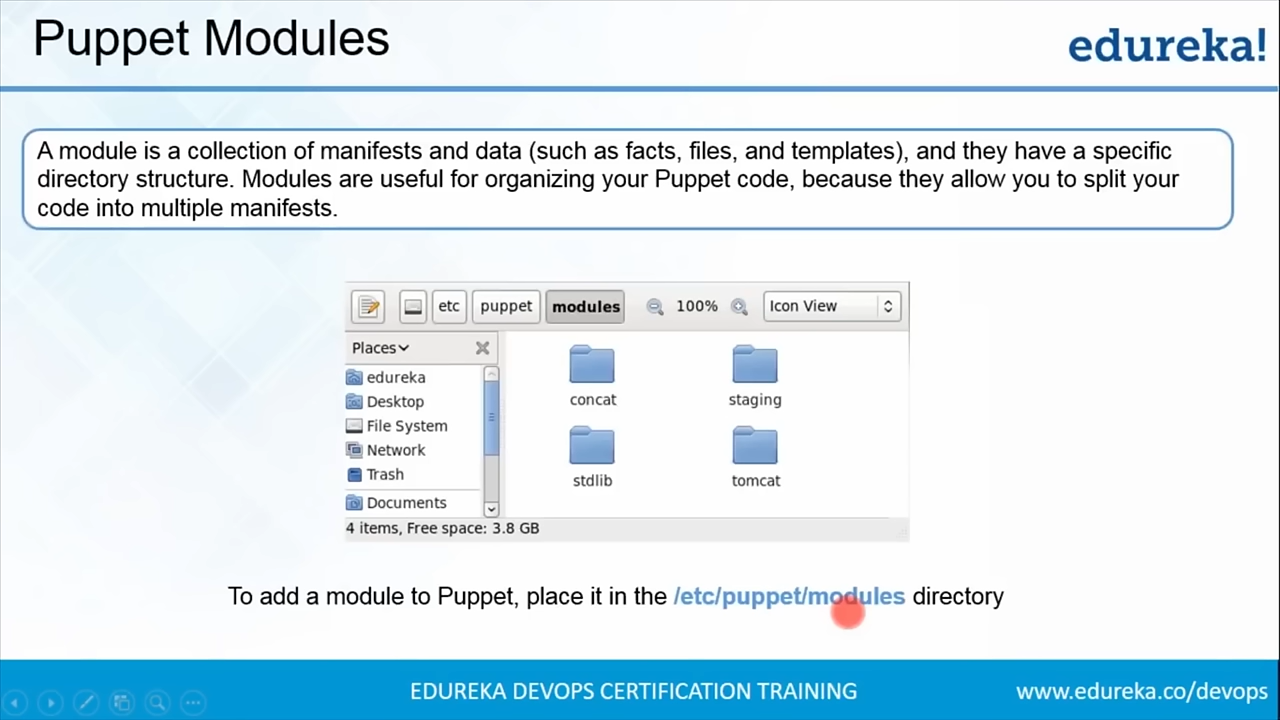 Puppet Modules
edureka!
A module is a collection of manifests and data (such as facts, files, and templates), and they have a specific
directory structure. Modules are useful for organizing your Puppet code, because they allow you to split your
code into multiple manifests.
etc
puppet
modules
100%
Icon View
Places
edureka
Desktop
File System
Network
Trash
Documents
concat
staging
stdlib
tomcat
4 items, Free space: 3.8 GB
To add a module to Puppet, place it in the /etc/puppet/modules directory
EDUREKA DEVOPS CERTIFICATION TRAINING
www.edureka.co/devops